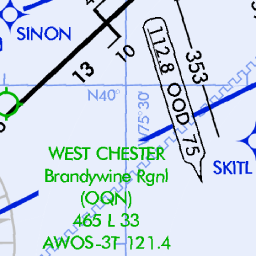 SINON
10
13
N40°
W75°30'
112.8 OOD 75
353
SKITL
WEST CHESTER
Brandywine Rgnl
(OQN)
465 L 33
AWOS-3T 121.4